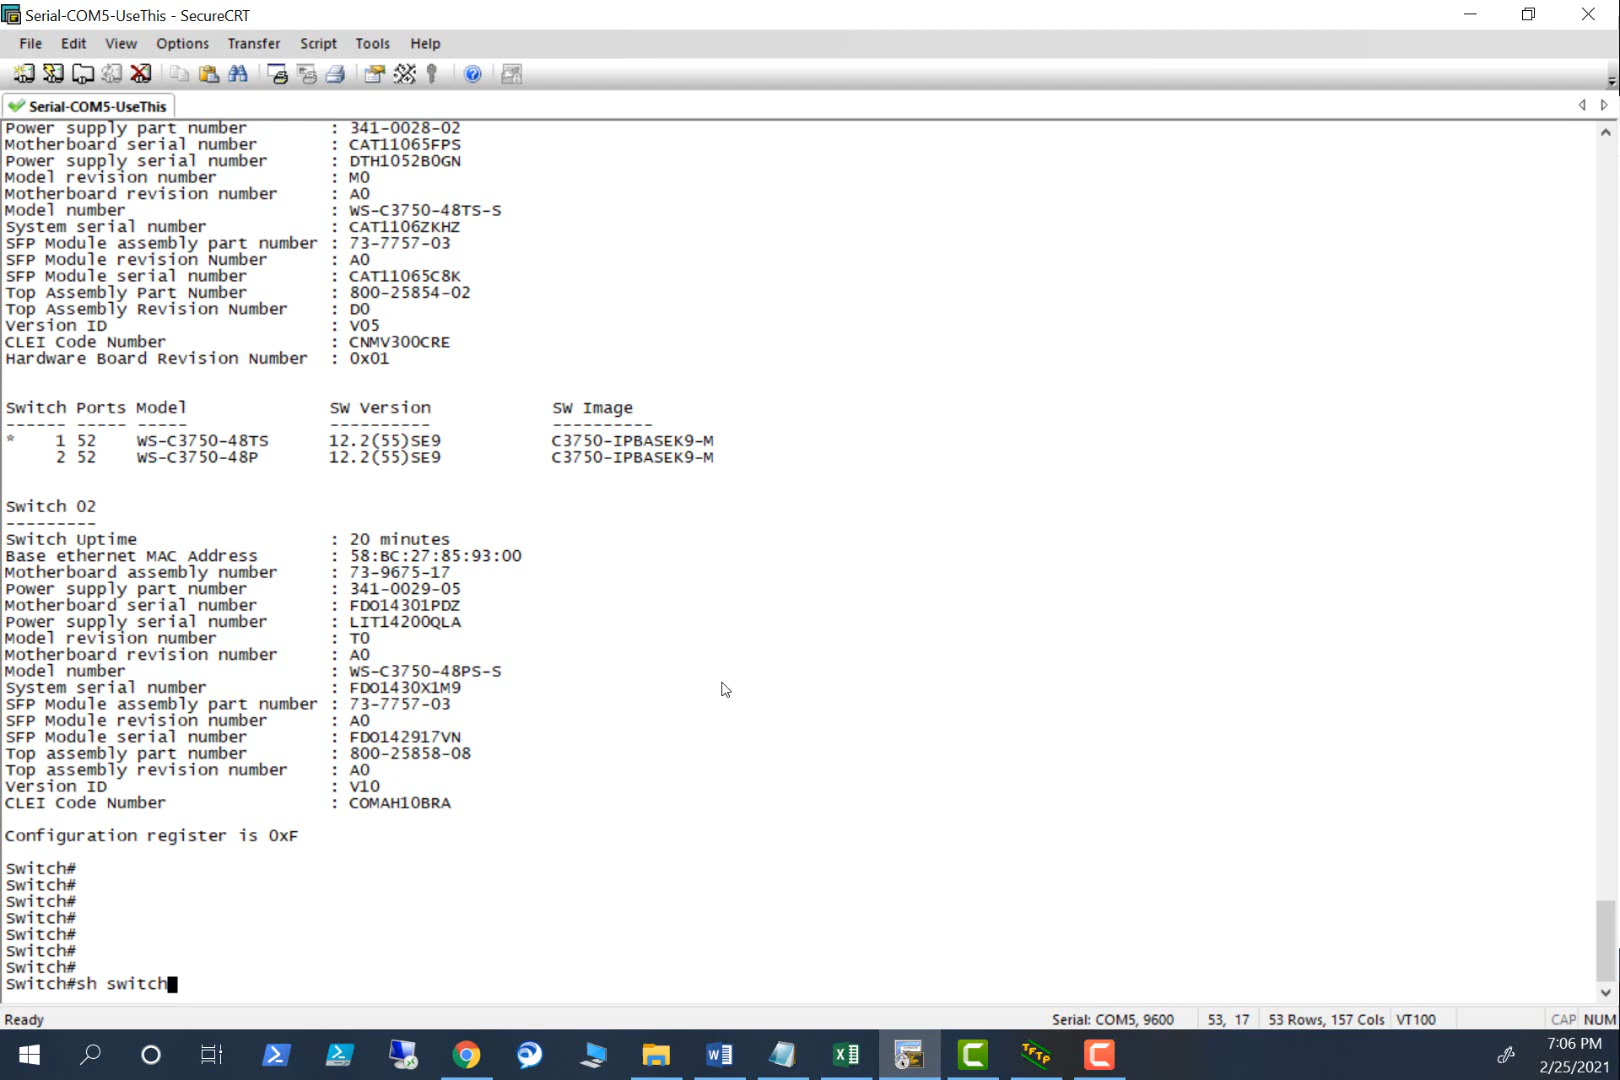 Serial-COM5-UseThis - SecureCRT
File Edit View Options Transfer Script Tools Help
Serial-COM5-UseThis
Power supply part number : 341-0028-02
Motherboard serial number : CAT11065FPS
Power supply serial number : DTH1052B0GN
Model revision number : M0
Motherboard revision number : A0
Model number : WS-C3750-48TS-S
System serial number : CAT1106ZKHZ
SFP Module assembly part number : 73-7757-03
SFP Module revision Number : A0
SFP Module serial number : CAT11065C8K
Top Assembly Part Number : 800-25854-02
Top Assembly Revision Number : D0
Version ID : V05
CLEI Code Number : CNMV300CRE
Hardware Board Revision Number : 0x01
Switch Ports Model SW Version SW Image
------ ----- ----- ---------- ----------
* 1 52 WS-C3750-48TS 12.2(55)SE9 C3750-IPBASEK9-M
2 52 WS-C3750-48P 12.2(55)SE9 C3750-IPBASEK9-M
Switch 02
---------
Switch Uptime : 20 minutes
Base ethernet MAC Address : 58:BC:27:85:93:00
Motherboard assembly number : 73-9675-17
Power supply part number : 341-0029-05
Motherboard serial number : FDO14301PDZ
Power supply serial number : LIT14200QLA
Model revision number : T0
Motherboard revision number : A0
Model number : WS-C3750-48PS-S
System serial number : FDO1430X1M9
SFP Module assembly part number : 73-7757-03
SFP Module revision number : A0
SFP Module serial number : FDO142917VN
Top assembly part number : 800-25858-08
Top assembly revision number : A0
Version ID : V10
CLEI Code Number : COMAH10BRA
Configuration register is 0xF
Switch#
Switch#
Switch#
Switch#
Switch#
Switch#
Switch#
Switch#sh switch
Ready Serial: COM5, 9600 53, 17 53 Rows, 157 Cols VT100 CAP NUM
TFTP
7:06 PM
2/25/2021